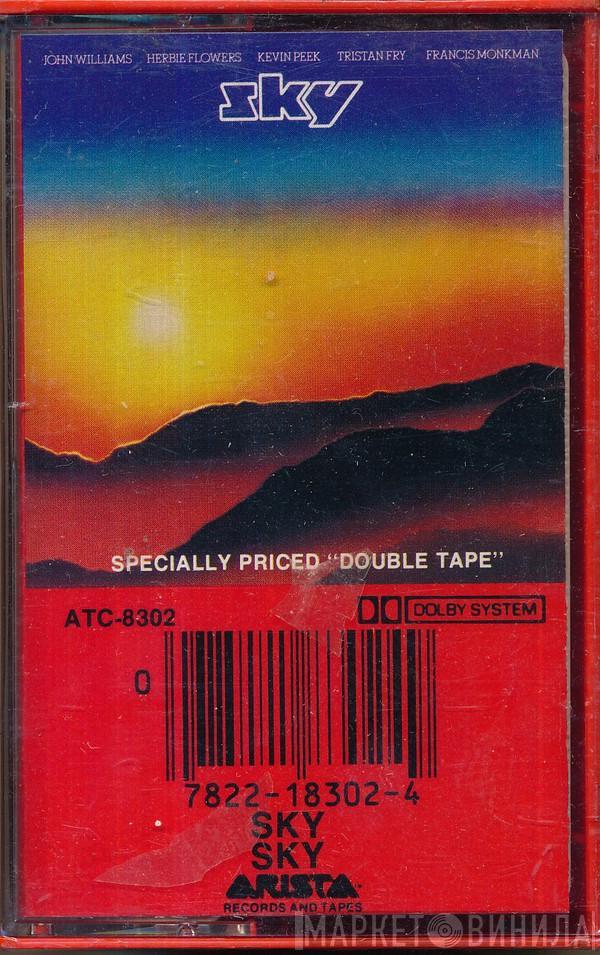 JOHN WILLIAMS HERBIE FLOWERS KEVIN PEEK TRISTAN FRY FRANCIS MONKMAN
sky
SPECIALLY PRICED "DOUBLE TAPE"
ATC-8302
DOLBY SYSTEM
0
7822-18302-4
SKY
SKY
ARISTA™
RECORDS AND TAPES
МАРКЕТ ВИНИЛА